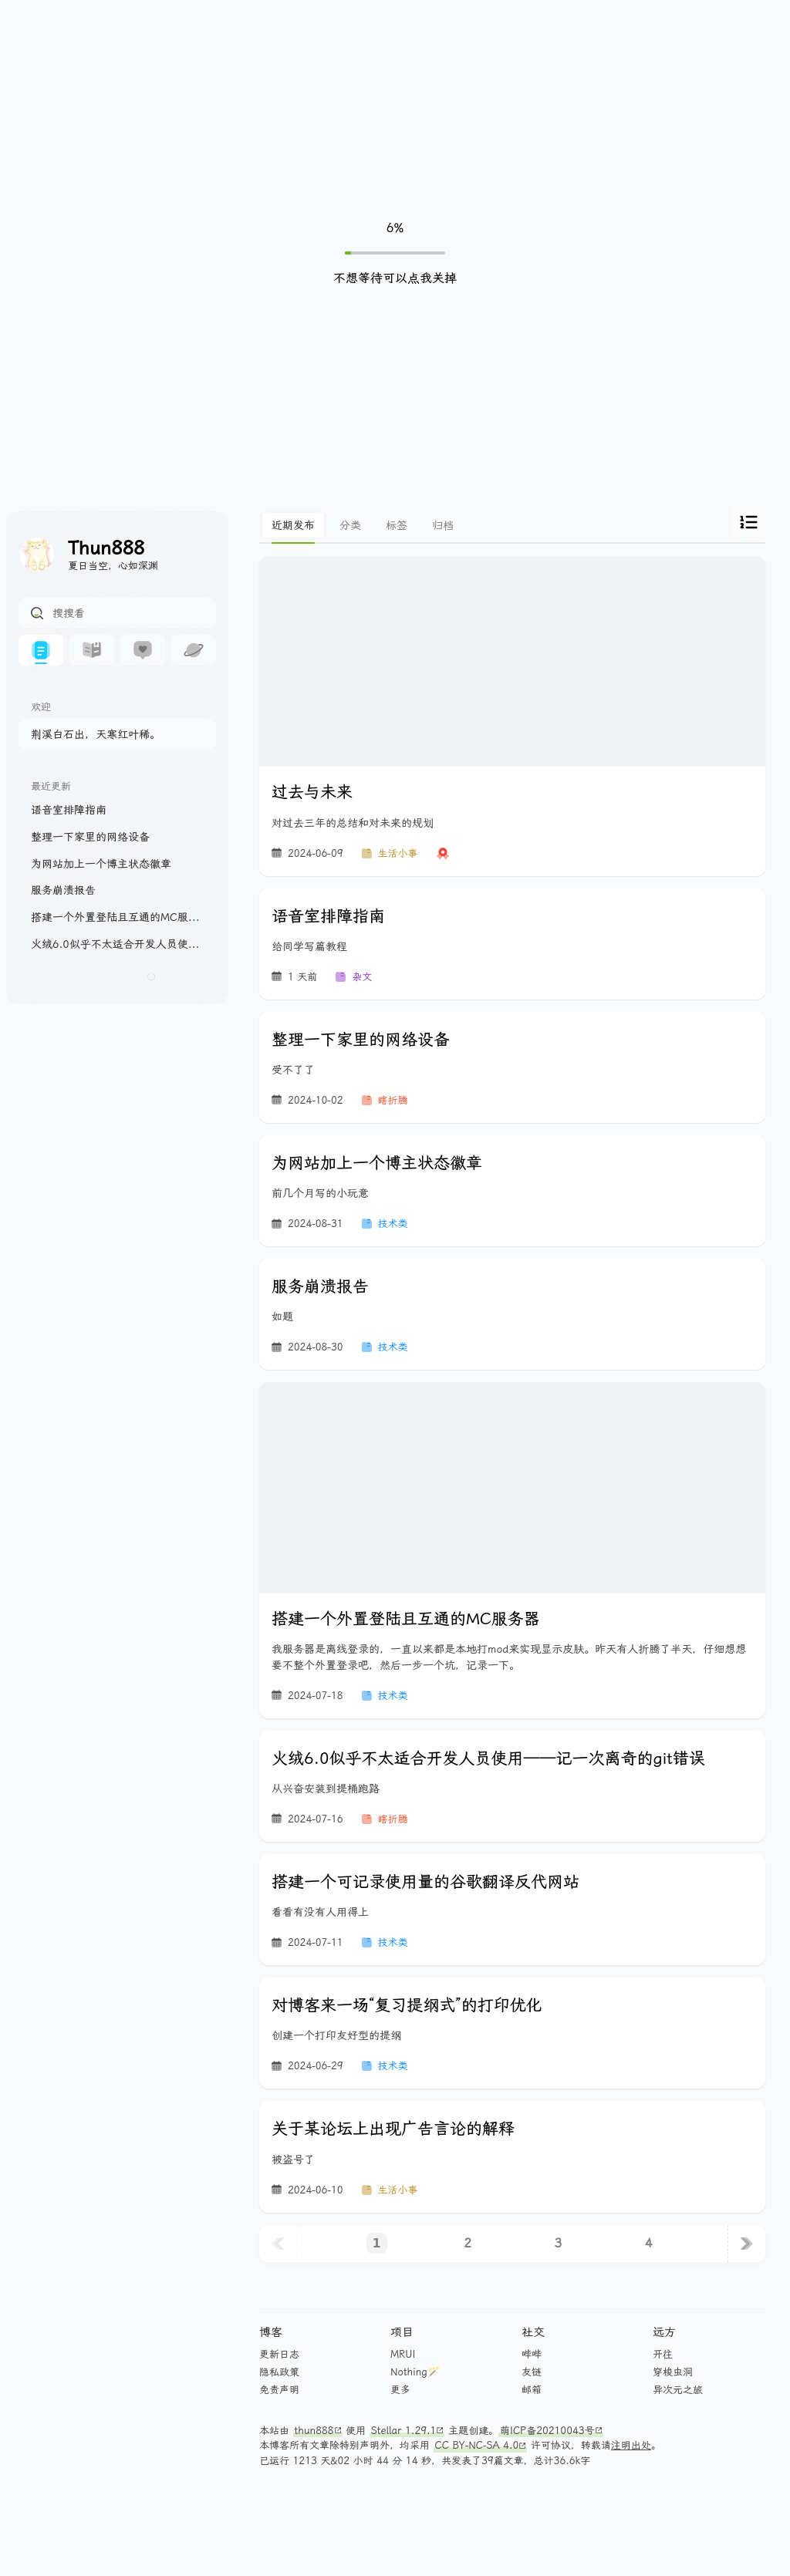 6%
不想等待可以点我关掉
Thun888
夏日当空，心如深渊
搜搜看
欢迎
荆溪白石出，天寒红叶稀。
最近更新
语音室排障指南
整理一下家里的网络设备
为网站加上一个博主状态徽章
服务崩溃报告
搭建一个外置登陆且互通的MC服...
火绒6.0似乎不太适合开发人员使...
近期发布 分类 标签 归档
过去与未来
对过去三年的总结和对未来的规划
2024-06-09 生活小事
语音室排障指南
给同学写篇教程
1 天前 杂文
整理一下家里的网络设备
受不了了
2024-10-02 瞎折腾
为网站加上一个博主状态徽章
前几个月写的小玩意
2024-08-31 技术类
服务崩溃报告
如题
2024-08-30 技术类
搭建一个外置登陆且互通的MC服务器
我服务器是离线登录的，一直以来都是本地打mod来实现显示皮肤。昨天有人折腾了半天，仔细想想
要不整个外置登录吧，然后一步一个坑，记录一下。
2024-07-18 技术类
火绒6.0似乎不太适合开发人员使用——记一次离奇的git错误
从兴奋安装到提桶跑路
2024-07-16 瞎折腾
搭建一个可记录使用量的谷歌翻译反代网站
看看有没有人用得上
2024-07-11 技术类
对博客来一场“复习提纲式”的打印优化
创建一个打印友好型的提纲
2024-06-29 技术类
关于某论坛上出现广告言论的解释
被盗号了
2024-06-10 生活小事
1 2 3 4
博客 项目 社交 远方
更新日志 MRUI 哔哔 开往
隐私政策 Nothing🪄 友链 穿梭虫洞
免责声明 更多 邮箱 异次元之旅
本站由 thun888 使用 Stellar 1.29.1 主题创建。萌ICP备20210043号
本博客所有文章除特别声明外，均采用 CC BY-NC-SA 4.0 许可协议，转载请注明出处。
已运行 1213 天&02 小时 44 分 14 秒，共发表了39篇文章，总计36.6k字